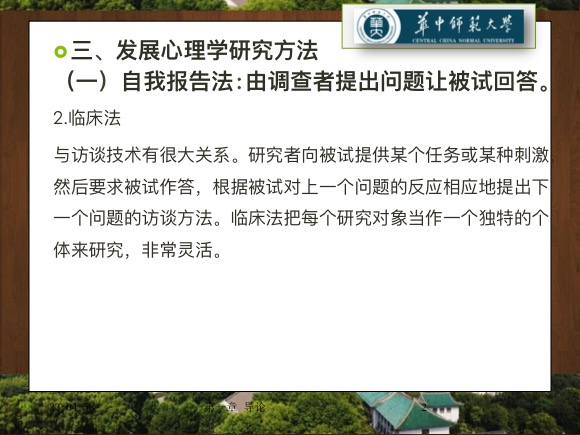 華中師範大學
CENTRAL CHINA NORMAL UNIVERSITY
三、发展心理学研究方法
（一）自我报告法:由调查者提出问题让被试回答。
2.临床法
与访谈技术有很大关系。研究者向被试提供某个任务或某种刺激
然后要求被试作答，根据被试对上一个问题的反应相应地提出下
一个问题的访谈方法。临床法把每个研究对象当作一个独特的个
体来研究，非常灵活。
章 导论